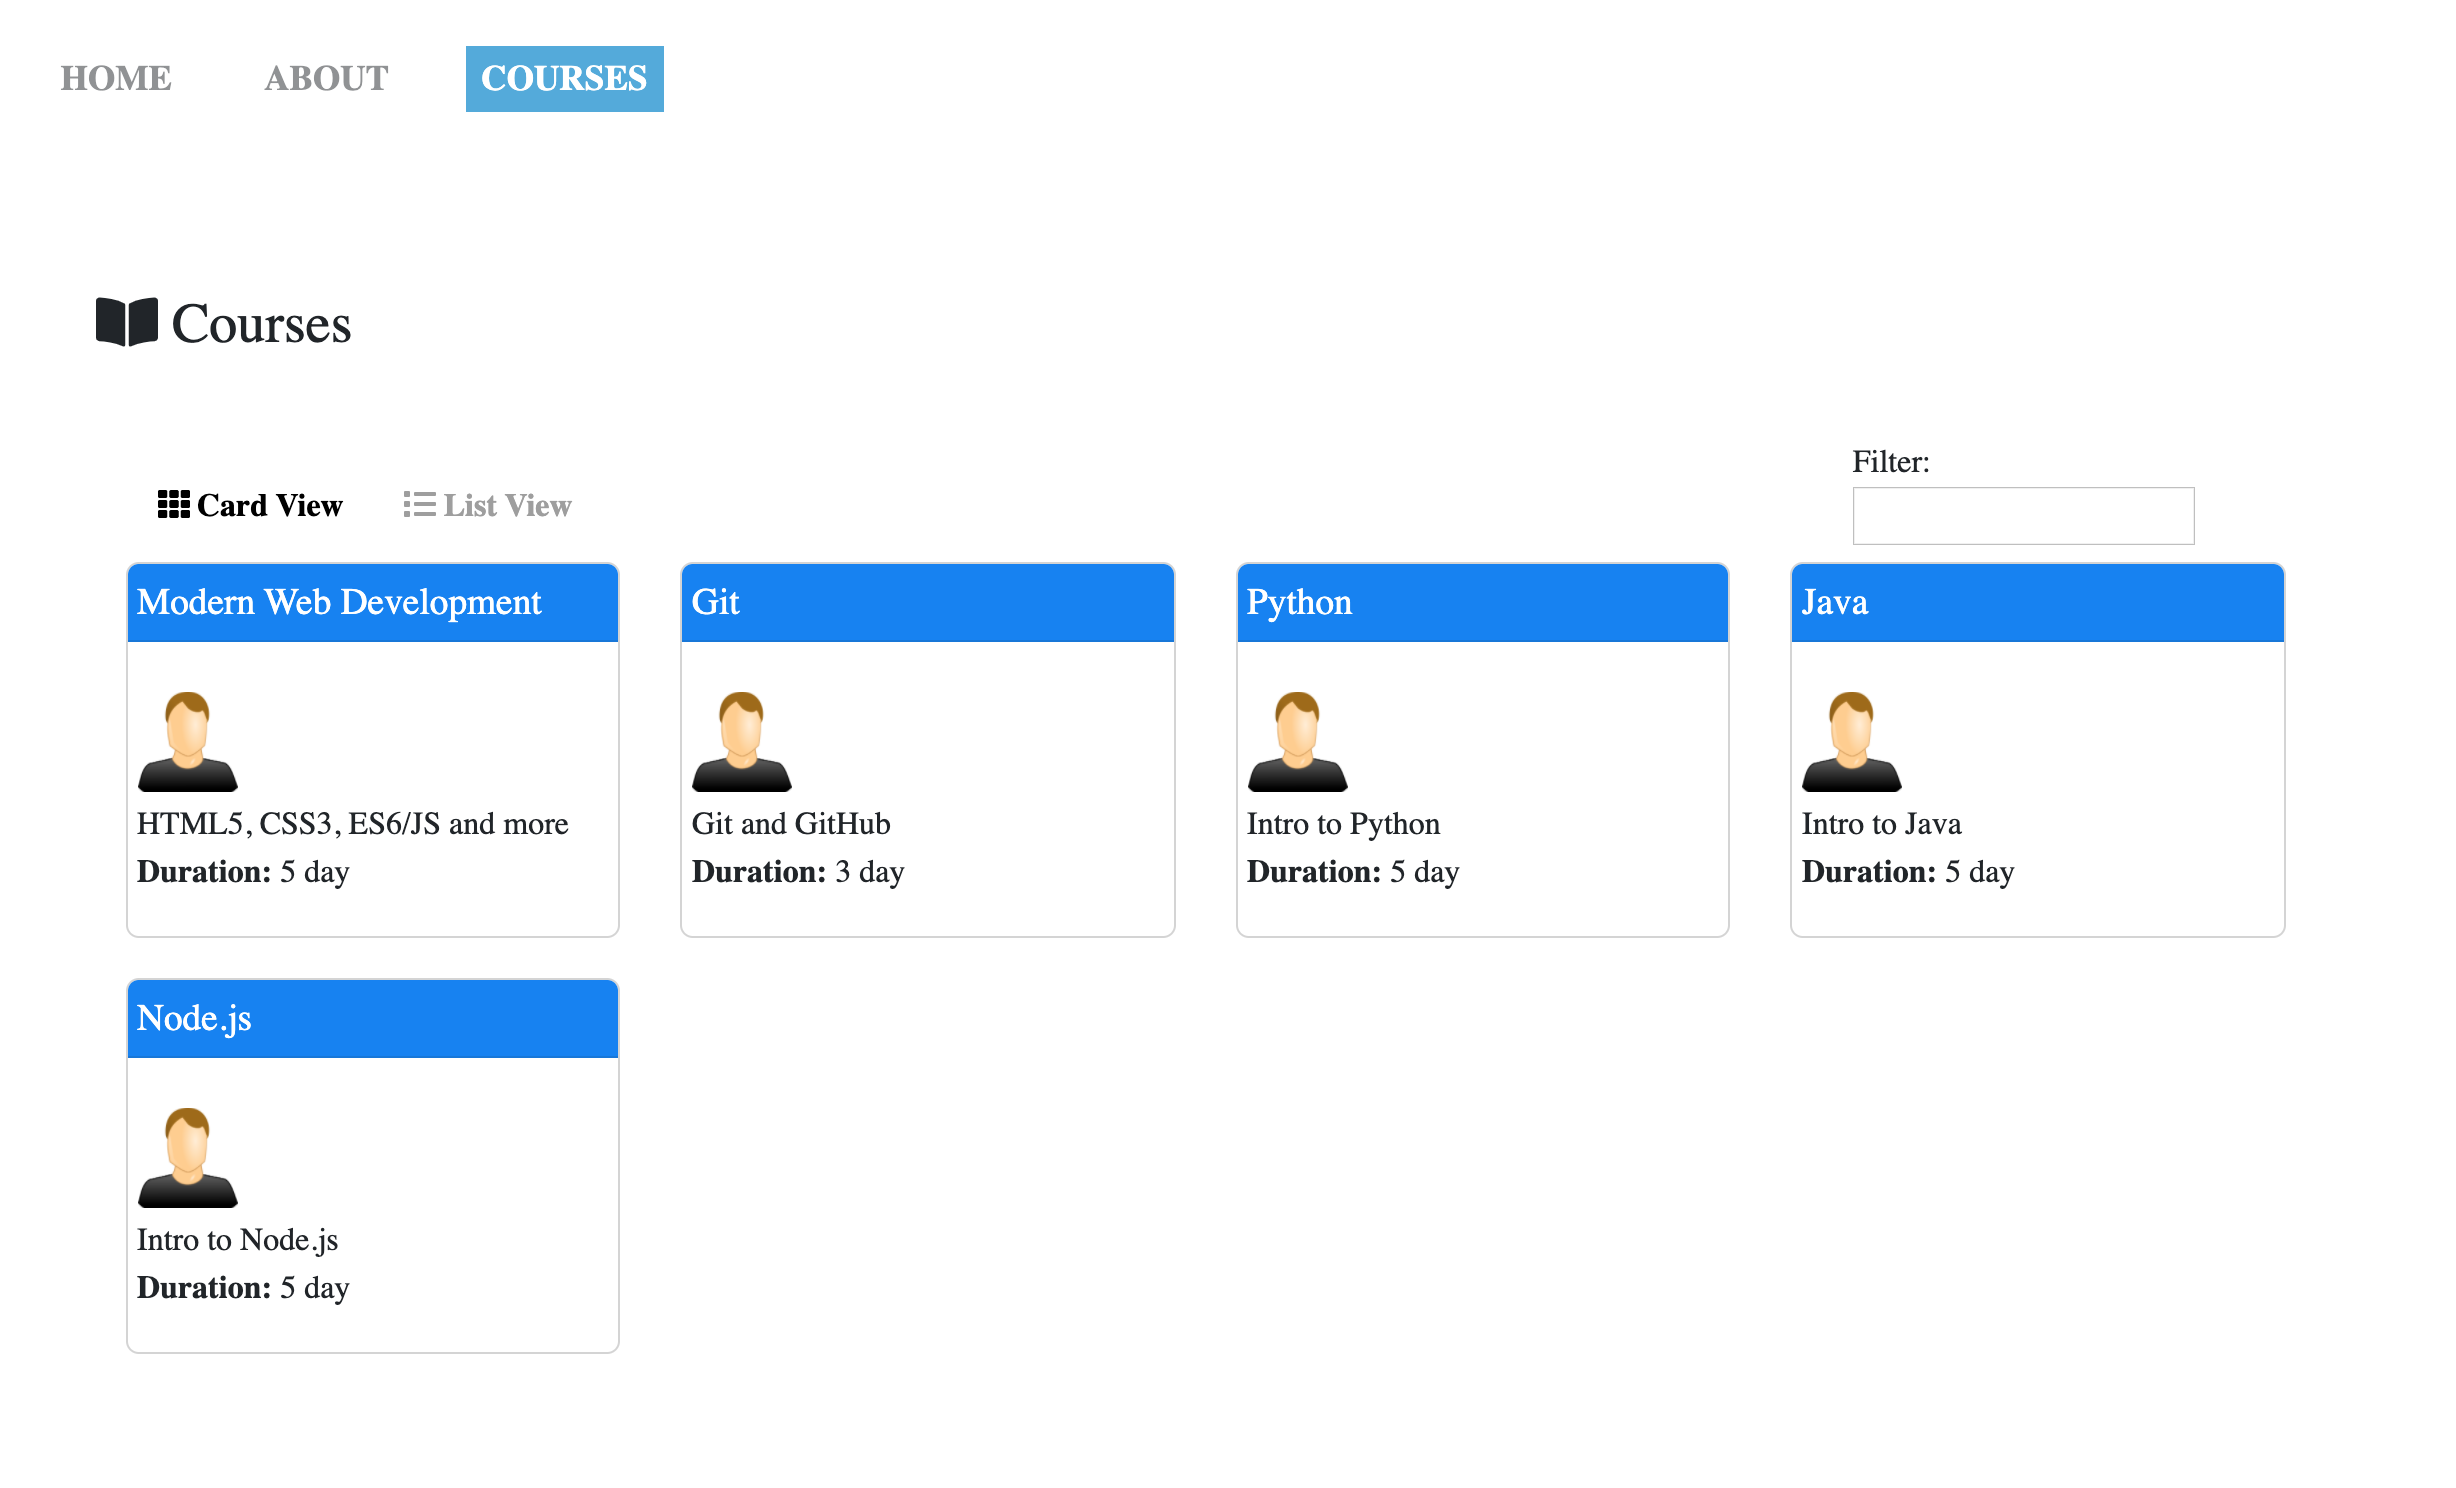 HOME ABOUT COURSES
Courses
Filter:
Card View List View
Modern Web Development
HTML5, CSS3, ES6/JS and more
Duration: 5 day
Git
Git and GitHub
Duration: 3 day
Python
Intro to Python
Duration: 5 day
Java
Intro to Java
Duration: 5 day
Node.js
Intro to Node.js
Duration: 5 day